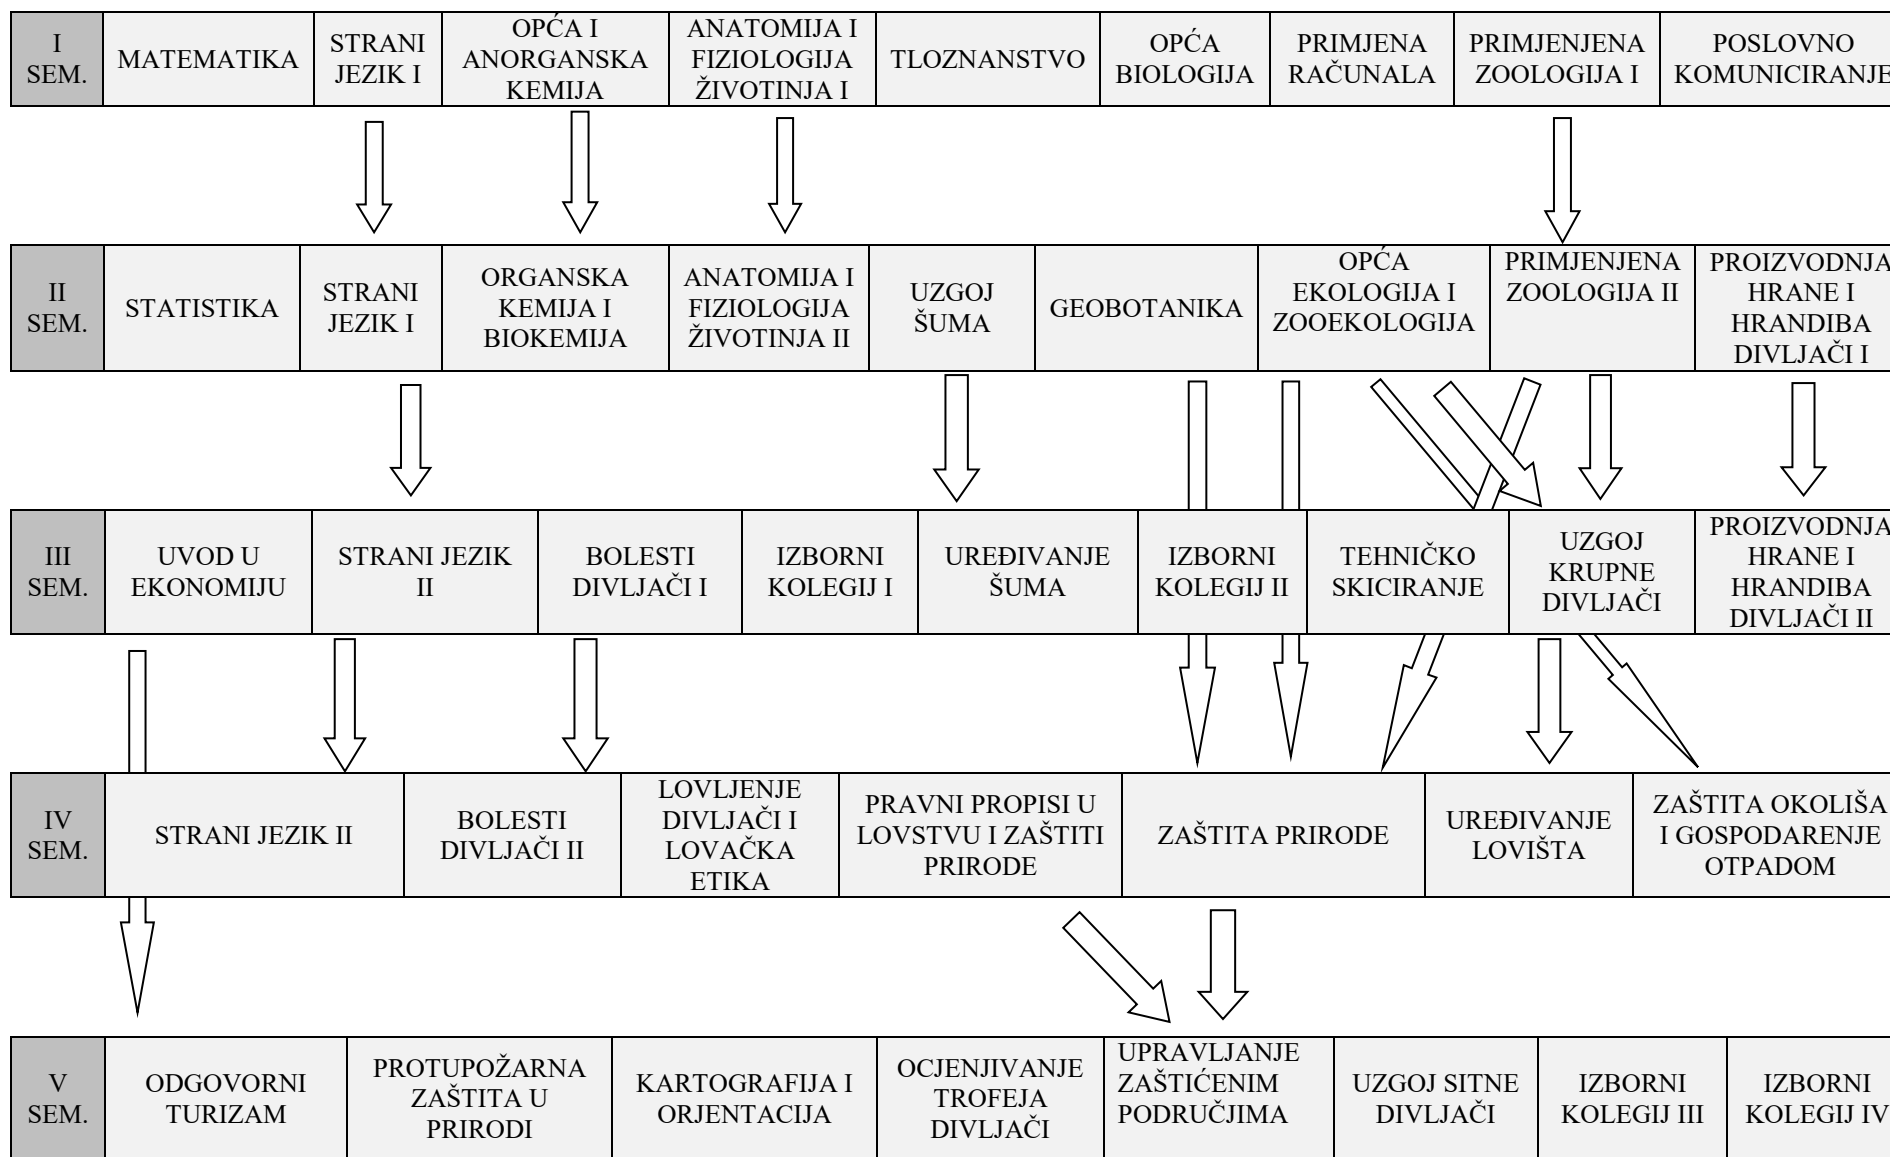 I
SEM.
MATEMATIKA
STRANI
JEZIK I
OPĆA I
ANORGANSKA
KEMIJA
ANATOMIJA I
FIZIOLOGIJA
ŽIVOTINJA I
TLOZNANSTVO
OPĆA
BIOLOGIJA
PRIMJENA
RAČUNALA
PRIMJENJENA
ZOOLOGIJA I
POSLOVNO
KOMUNICIRANJE
II
SEM.
STATISTIKA
STRANI
JEZIK I
ORGANSKA
KEMIJA I
BIOKEMIJA
ANATOMIJA I
FIZIOLOGIJA
ŽIVOTINJA II
UZGOJ
ŠUMA
GEOBOTANIKA
OPĆA
EKOLOGIJA I
ZOOEKOLOGIJA
PRIMJENJENA
ZOOLOGIJA II
PROIZVODNJA
HRANE I
HRANDIBA
DIVLJAČI I
III
SEM.
UVOD U
EKONOMIJU
STRANI JEZIK
II
BOLESTI
DIVLJAČI I
IZBORNI
KOLEGIJ I
UREĐIVANJE
ŠUMA
IZBORNI
KOLEGIJ II
TEHNIČKO
SKICIRANJE
UZGOJ
KRUPNE
DIVLJAČI
PROIZVODNJA
HRANE I
HRANDIBA
DIVLJAČI II
IV
SEM.
STRANI JEZIK II
BOLESTI
DIVLJAČI II
LOVLJENJE
DIVLJAČI I
LOVAČKA
ETIKA
PRAVNI PROPISI U
LOVSTVU I ZAŠTITI
PRIRODE
ZAŠTITA PRIRODE
UREĐIVANJE
LOVIŠTA
ZAŠTITA OKOLIŠA
I GOSPODARENJE
OTPADOM
V
SEM.
ODGOVORNI
TURIZAM
PROTUPOŽARNA
ZAŠTITA U
PRIRODI
KARTOGRAFIJA I
ORJENTACIJA
OCJENJIVANJE
TROFEJA
DIVLJAČI
UPRAVLJANJE
ZAŠTIĆENIM
PODRUČJIMA
UZGOJ SITNE
DIVLJAČI
IZBORNI
KOLEGIJ III
IZBORNI
KOLEGIJ IV